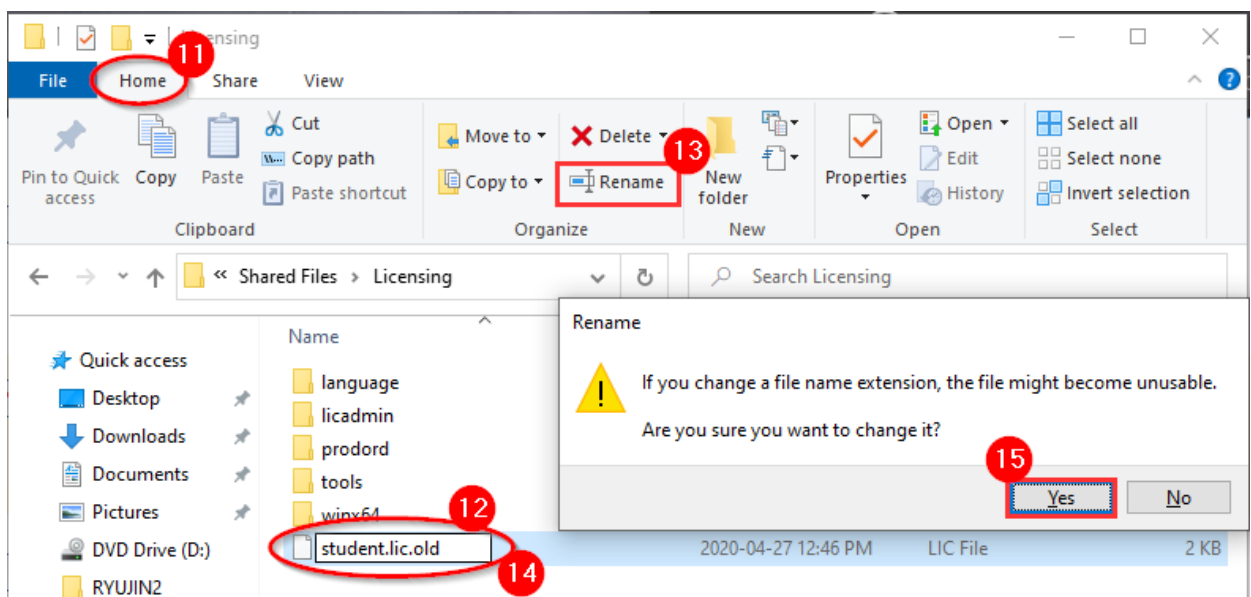 11
ensing
File Home Share View
Pin to Quick access
Copy
Paste
Cut
Copy path
Paste shortcut
Clipboard
Move to
Copy to
Delete
13
Rename
Organize
New folder
New
Properties
Open
Edit
History
Open
Select all
Select none
Invert selection
Select
« Shared Files > Licensing
Search Licensing
Quick access
Desktop
Downloads
Documents
Pictures
DVD Drive (D:)
RYUJIN2
Name
language
licadmin
prodord
tools
winx64
12
student.lic.old 2020-04-27 12:46 PM LIC File 2 KB
14
Rename
If you change a file name extension, the file might become unusable.
Are you sure you want to change it?
15
Yes No